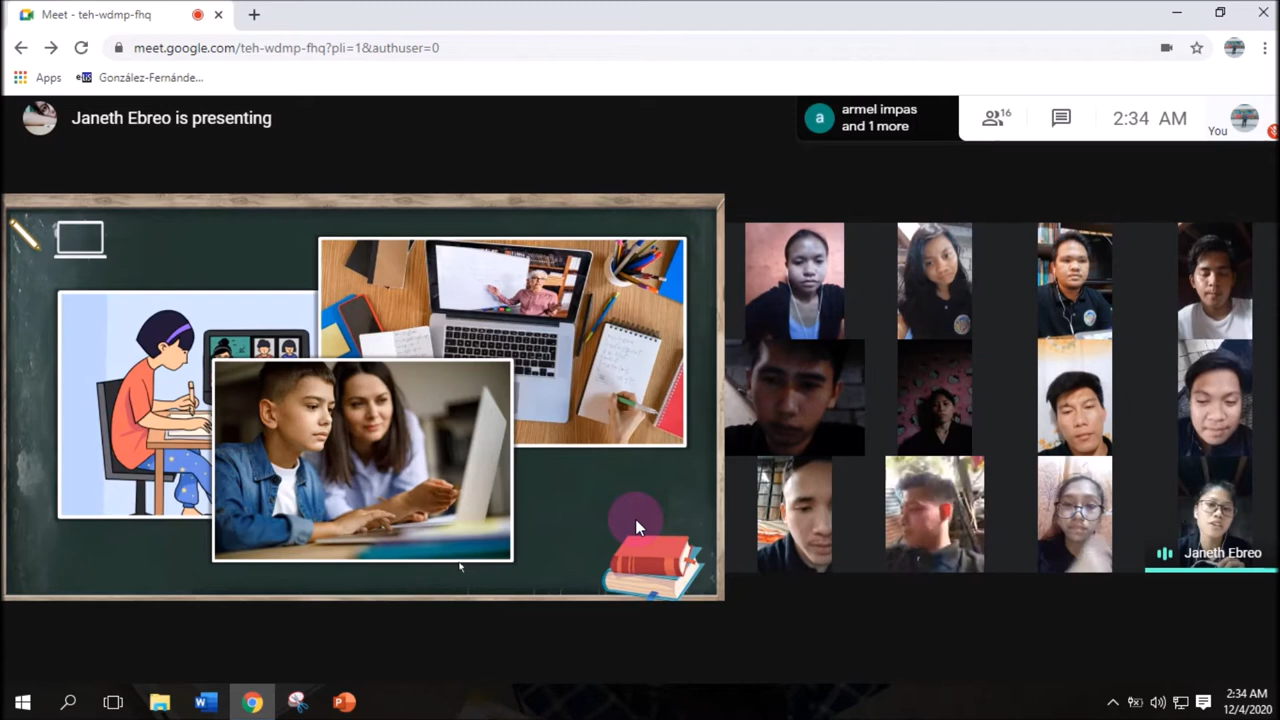 Meet - teh-wdmp-fhq
meet.google.com/teh-wdmp-fhq?pli=1&authuser=0
Apps
González-Fernánde...
Janeth Ebreo is presenting
a
armel impas
and 1 more
16
2:34 AM
You
Janeth Ebreo
2:34 AM
12/4/2020